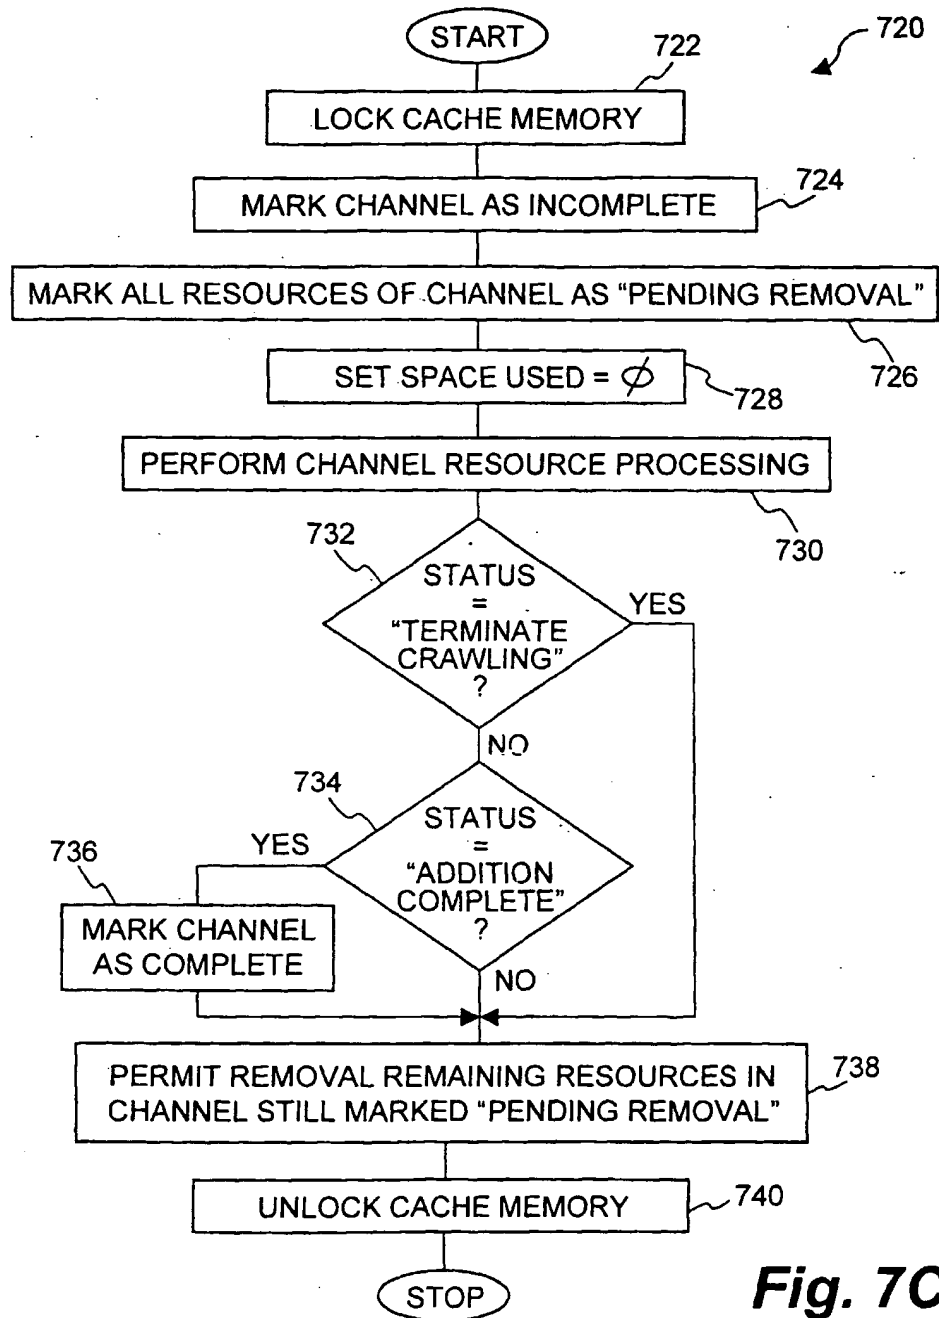 START
720
722
LOCK CACHE MEMORY
724
MARK CHANNEL AS INCOMPLETE
MARK ALL RESOURCES OF CHANNEL AS “PENDING REMOVAL”
726
SET SPACE USED = ∅
728
PERFORM CHANNEL RESOURCE PROCESSING
730
732
STATUS
=
“TERMINATE
CRAWLING”
?
YES
NO
734
STATUS
=
“ADDITION
COMPLETE”
?
YES
736
MARK CHANNEL
AS COMPLETE
NO
PERMIT REMOVAL REMAINING RESOURCES IN
CHANNEL STILL MARKED “PENDING REMOVAL”
738
UNLOCK CACHE MEMORY
740
STOP
Fig. 7C